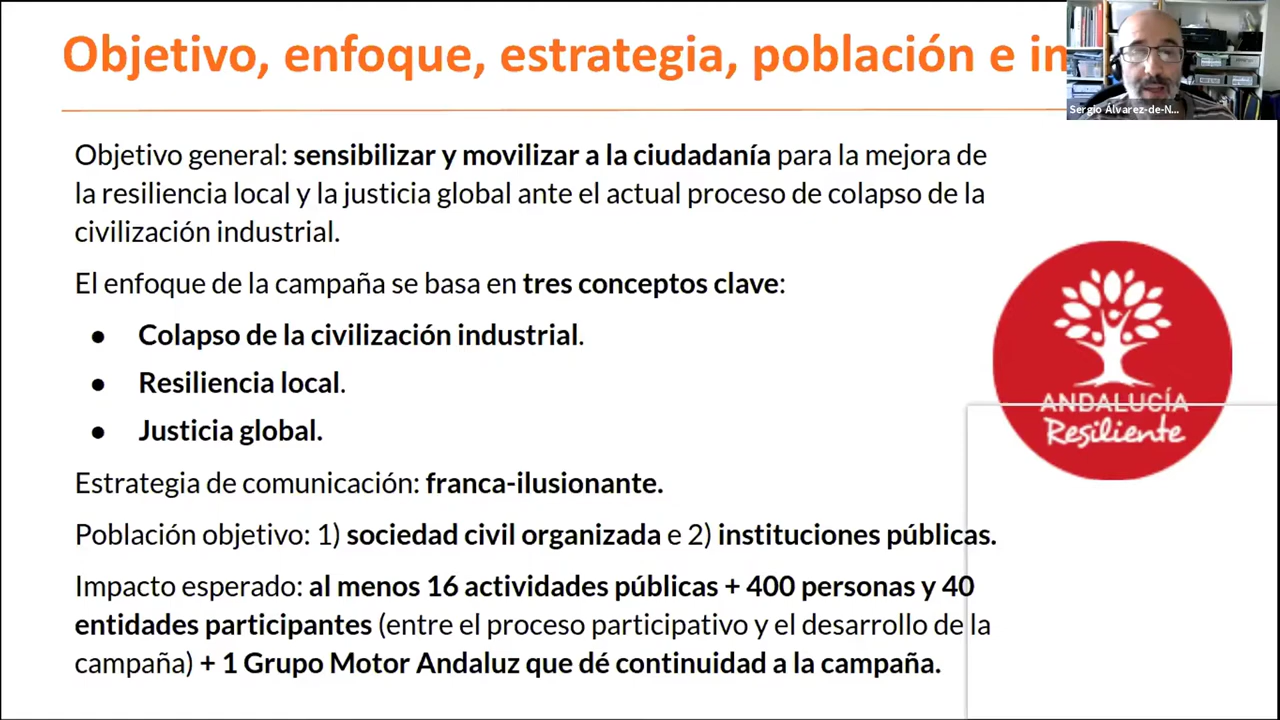 Objetivo, enfoque, estrategia, población e
Sergio Álvarez-de-N...
Objetivo general: sensibilizar y movilizar a la ciudadanía para la mejora de
la resiliencia local y la justicia global ante el actual proceso de colapso de la
civilización industrial.
El enfoque de la campaña se basa en tres conceptos clave:
● Colapso de la civilización industrial.
● Resiliencia local.
● Justicia global.
ANDALUCÍA
Resiliente
Estrategia de comunicación: franca-ilusionante.
Población objetivo: 1) sociedad civil organizada e 2) instituciones públicas.
Impacto esperado: al menos 16 actividades públicas + 400 personas y 40
entidades participantes (entre el proceso participativo y el desarrollo de la
campaña) + 1 Grupo Motor Andaluz que dé continuidad a la campaña.